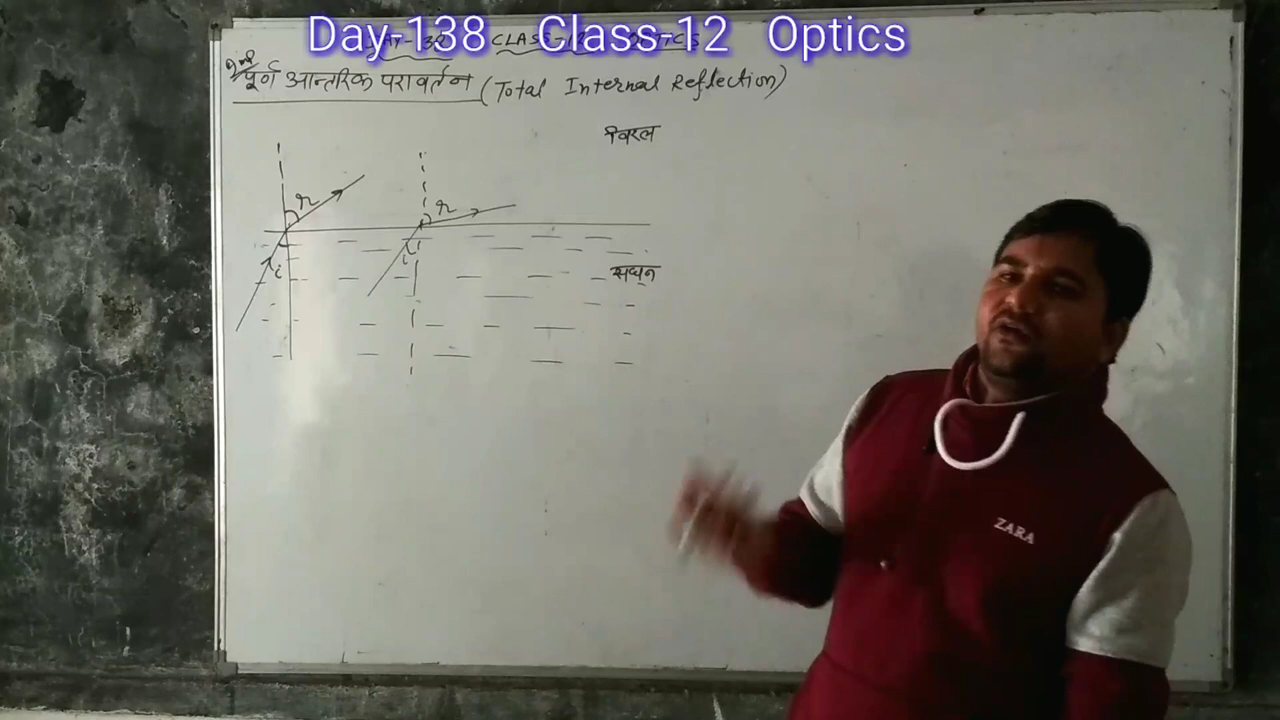 Day-138 Class-12 Optics
पूर्ण आन्तरिक परावर्तन (Total Internal Reflection)
विरल
r
r
i
i
सघन
ZARA